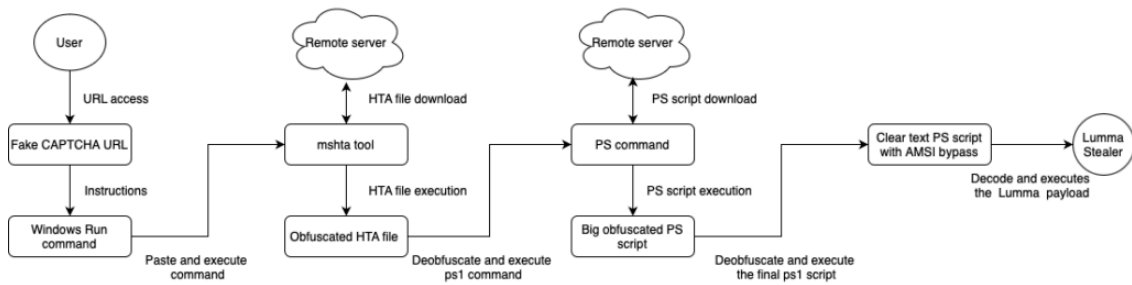 User
URL access
Fake CAPTCHA URL
Instructions
Windows Run
command
Paste and execute
command
Remote server
HTA file download
mshta tool
HTA file execution
Obfuscated HTA file
Deobfuscate and execute
ps1 command
Remote server
PS script download
PS command
PS script execution
Big obfuscated PS
script
Deobfuscate and execute
the final ps1 script
Clear text PS script
with AMSI bypass
Decode and executes
the Lumma payload
Lumma
Stealer